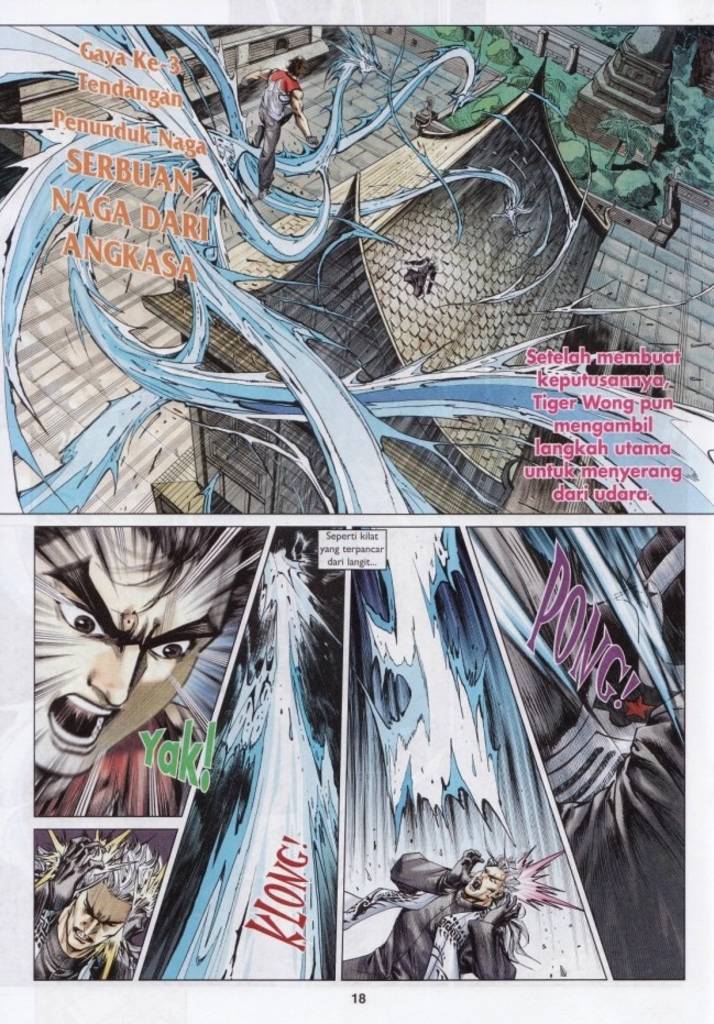 Gaya Ke-3
Tendangan
Penunduk Naga
SERBUAN
NAGA DARI
ANGKASA
Setelah membuat
keputusannya,
Tiger Wong pun
mengambil
langkah utama
untuk menyerang
dari udara.
Seperti kilat
yang terpancar
dari langit...
Yak!
KLONG!
PONG!
18